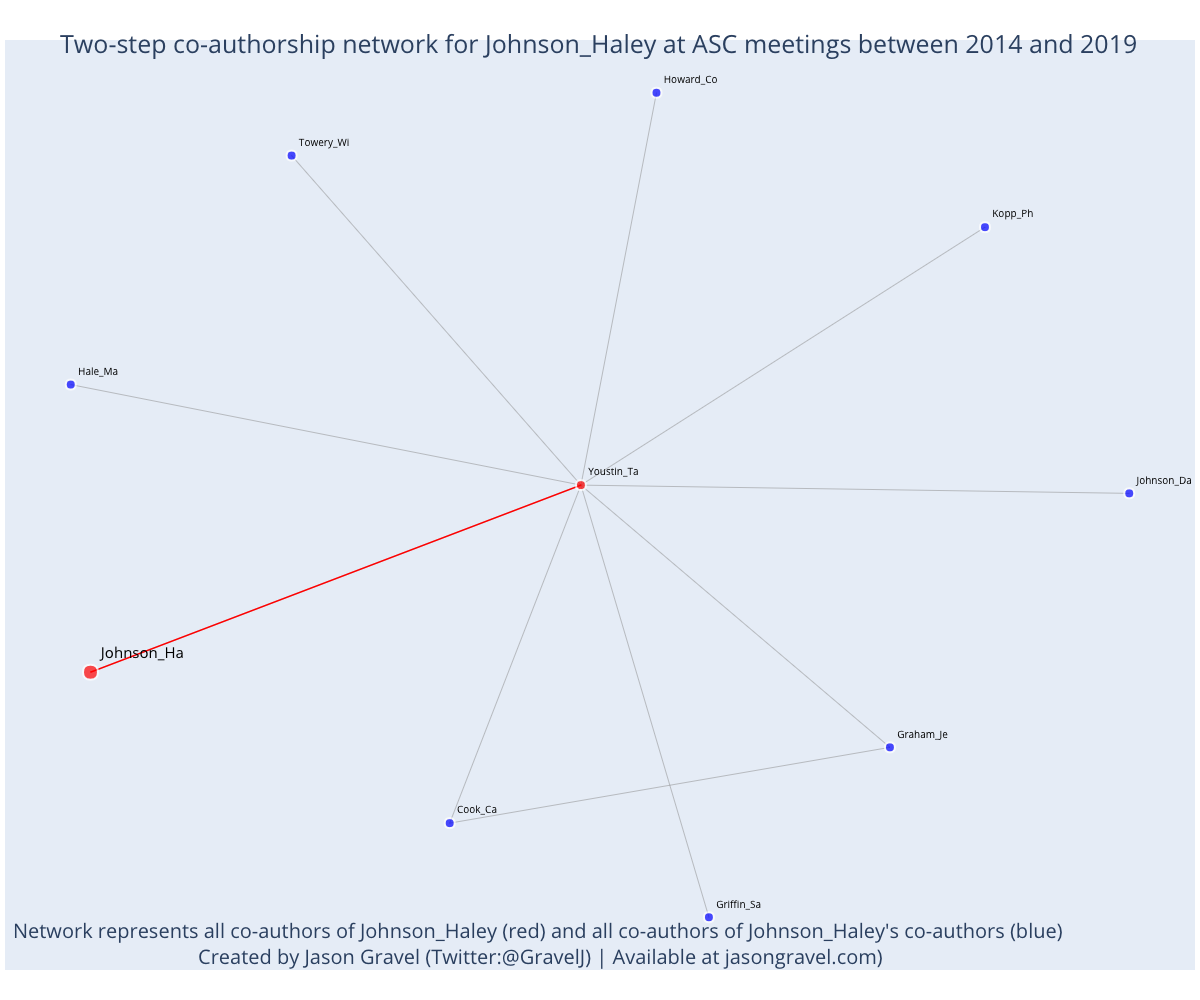 Two-step co-authorship network for Johnson_Haley at ASC meetings between 2014 and 2019
Howard_Co
Towery_Wi
Kopp_Ph
Hale_Ma
Youstin_Ta
Johnson_Da
Johnson_Ha
Graham_Je
Cook_Ca
Griffin_Sa
Network represents all co-authors of Johnson_Haley (red) and all co-authors of Johnson_Haley's co-authors (blue)
Created by Jason Gravel (Twitter:@GravelJ) | Available at jasongravel.com)